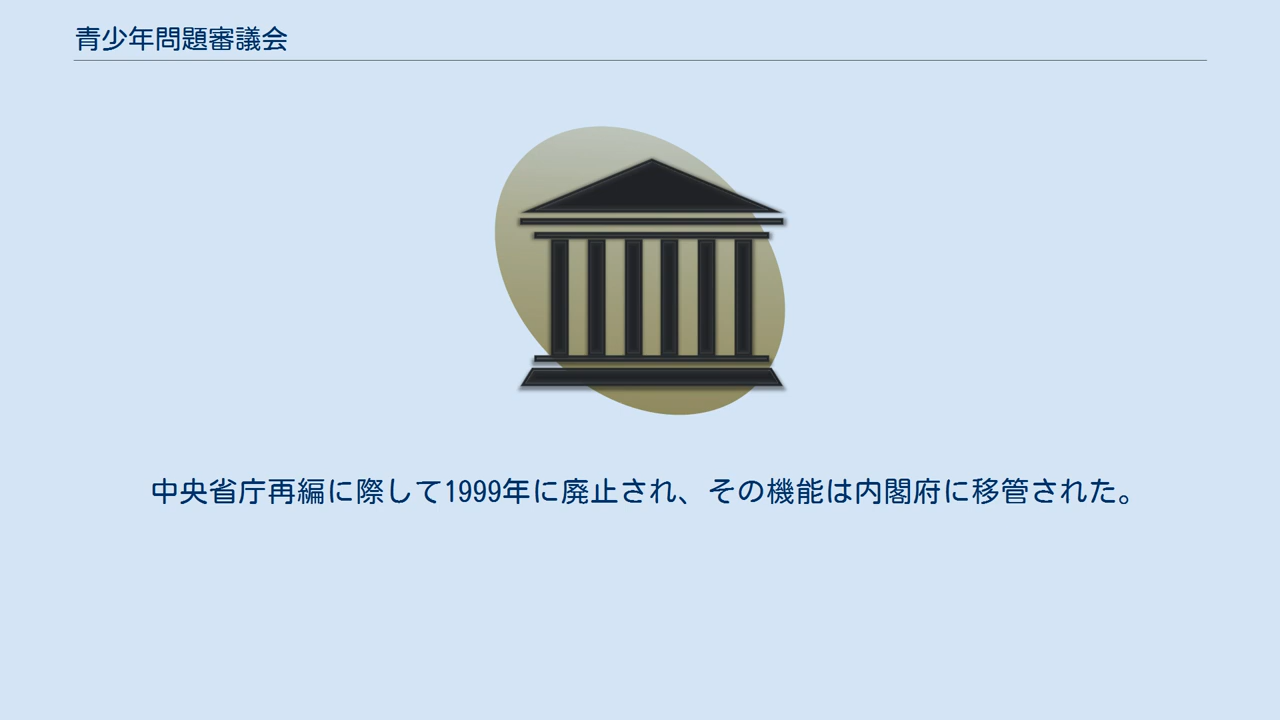 青少年問題審議会
中央省庁再編に際して1999年に廃止され、その機能は内閣府に移管された。